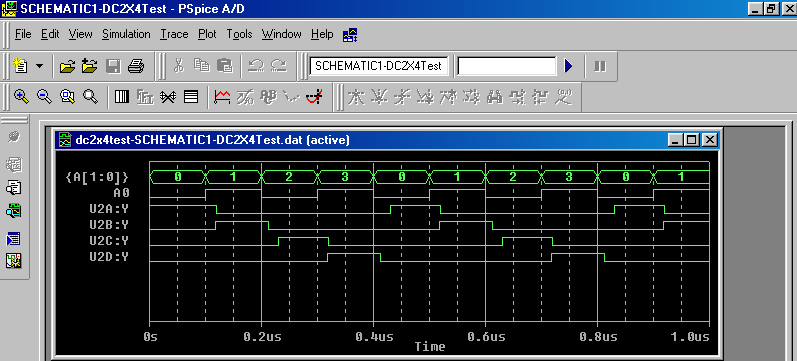 SCHEMATIC1-DC2X4Test - PSpice A/D
File Edit View Simulation Trace Plot Tools Window Help
SCHEMATIC1-DC2X4Test
dc2x4test-SCHEMATIC1-DC2X4Test.dat (active)
{A[1:0]} 0 1 2 3 0 1 2 3 0 1
A0
U2A:Y
U2B:Y
U2C:Y
U2D:Y
0s 0.2us 0.4us 0.6us 0.8us 1.0us
Time